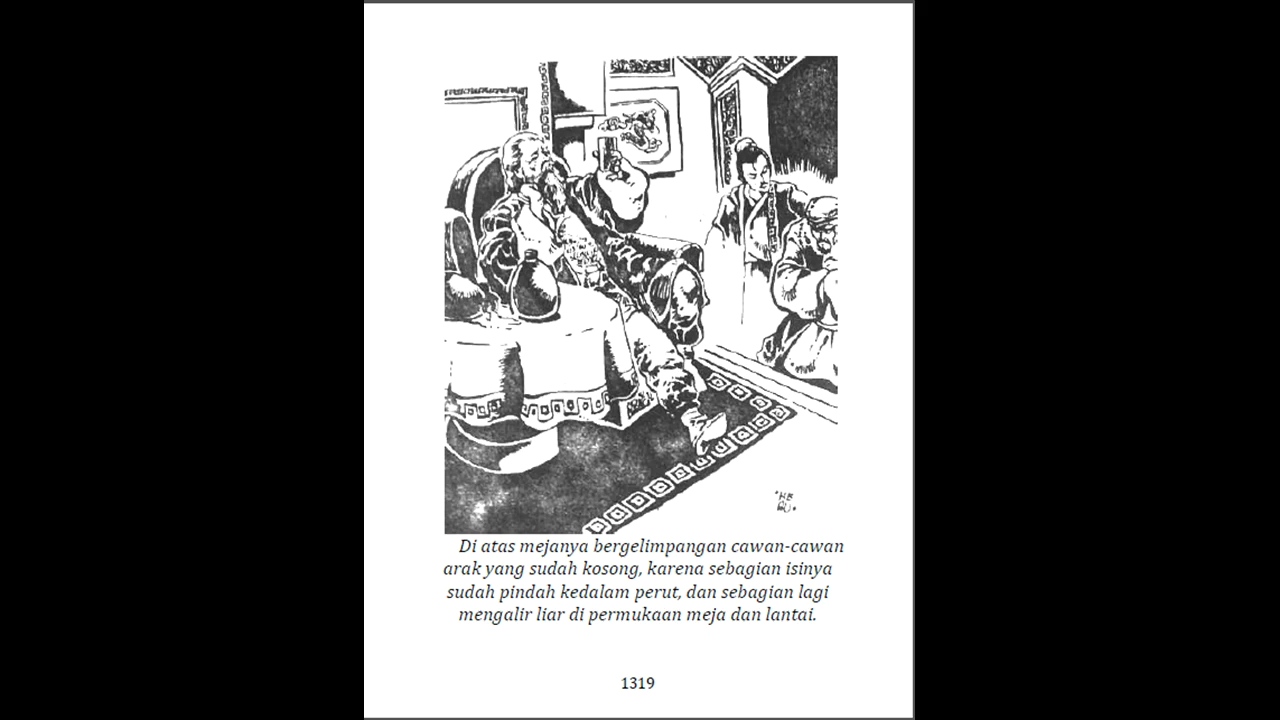 Di atas mejanya bergelimpangan cawan-cawan
arak yang sudah kosong, karena sebagian isinya
sudah pindah kedalam perut, dan sebagian lagi
mengalir liar di permukaan meja dan lantai.
1319